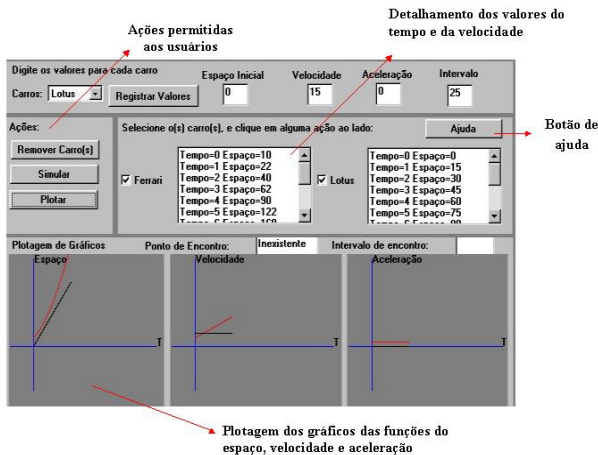 Detalhamento dos valores do
tempo e da velocidade
Ações permitidas
aos usuários
Digite os valores para cada carro
Espaço Inicial
Velocidade
Aceleração
Intervalo
Carros:
Lotus
Registrar Valores
0
15
0
25
Ações:
Selecione o(s) carro(s), e clique em alguma ação ao lado:
Ajuda
Botão de
ajuda
Remover Carro(s)
Simular
Plotar
Ferrari
Tempo=0 Espaço=10
Tempo=1 Espaço=22
Tempo=2 Espaço=40
Tempo=3 Espaço=62
Tempo=4 Espaço=90
Tempo=5 Espaço=122
Lotus
Tempo=0 Espaço=0
Tempo=1 Espaço=15
Tempo=2 Espaço=30
Tempo=3 Espaço=45
Tempo=4 Espaço=60
Tempo=5 Espaço=75
Plotagem de Gráficos
Ponto de Encontro:
Inexistente
Intervalo de encontro:
Espaço
Velocidade
Aceleração
T
T
T
Plotagem dos gráficos das funções do
espaço, velocidade e aceleração